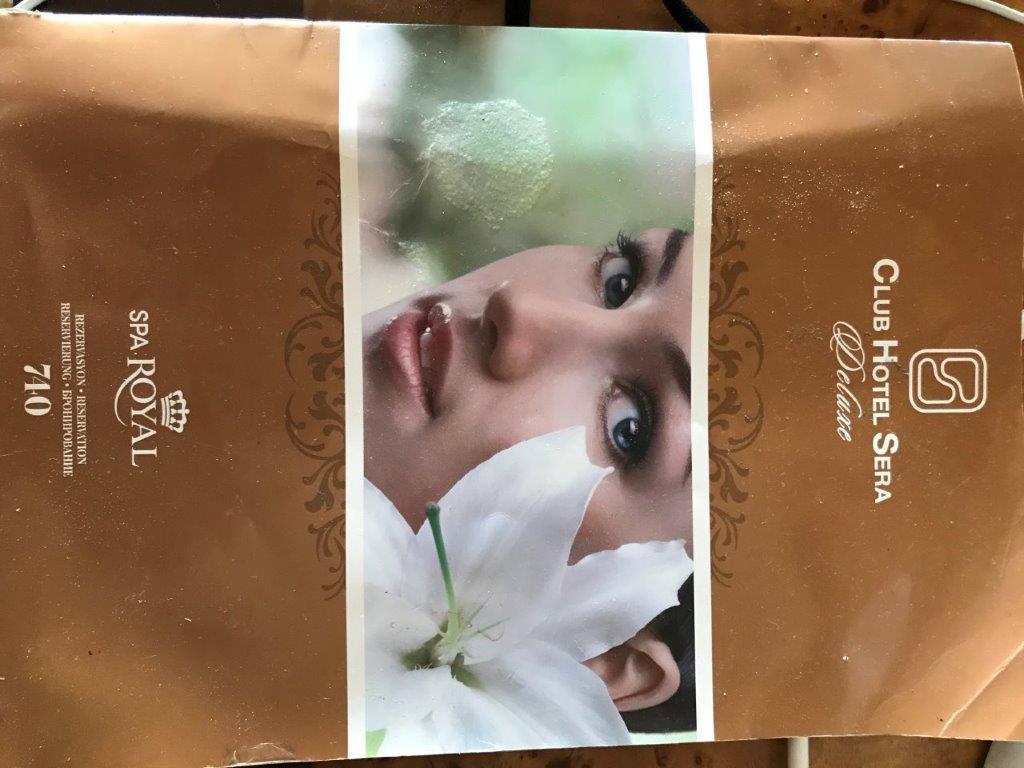 CLUB HOTEL SERA
Deluxe
SPA ROYAL
REZERVASYON • RESERVATION
RESERVIERUNG • БРОНИРОВАНИЕ
740